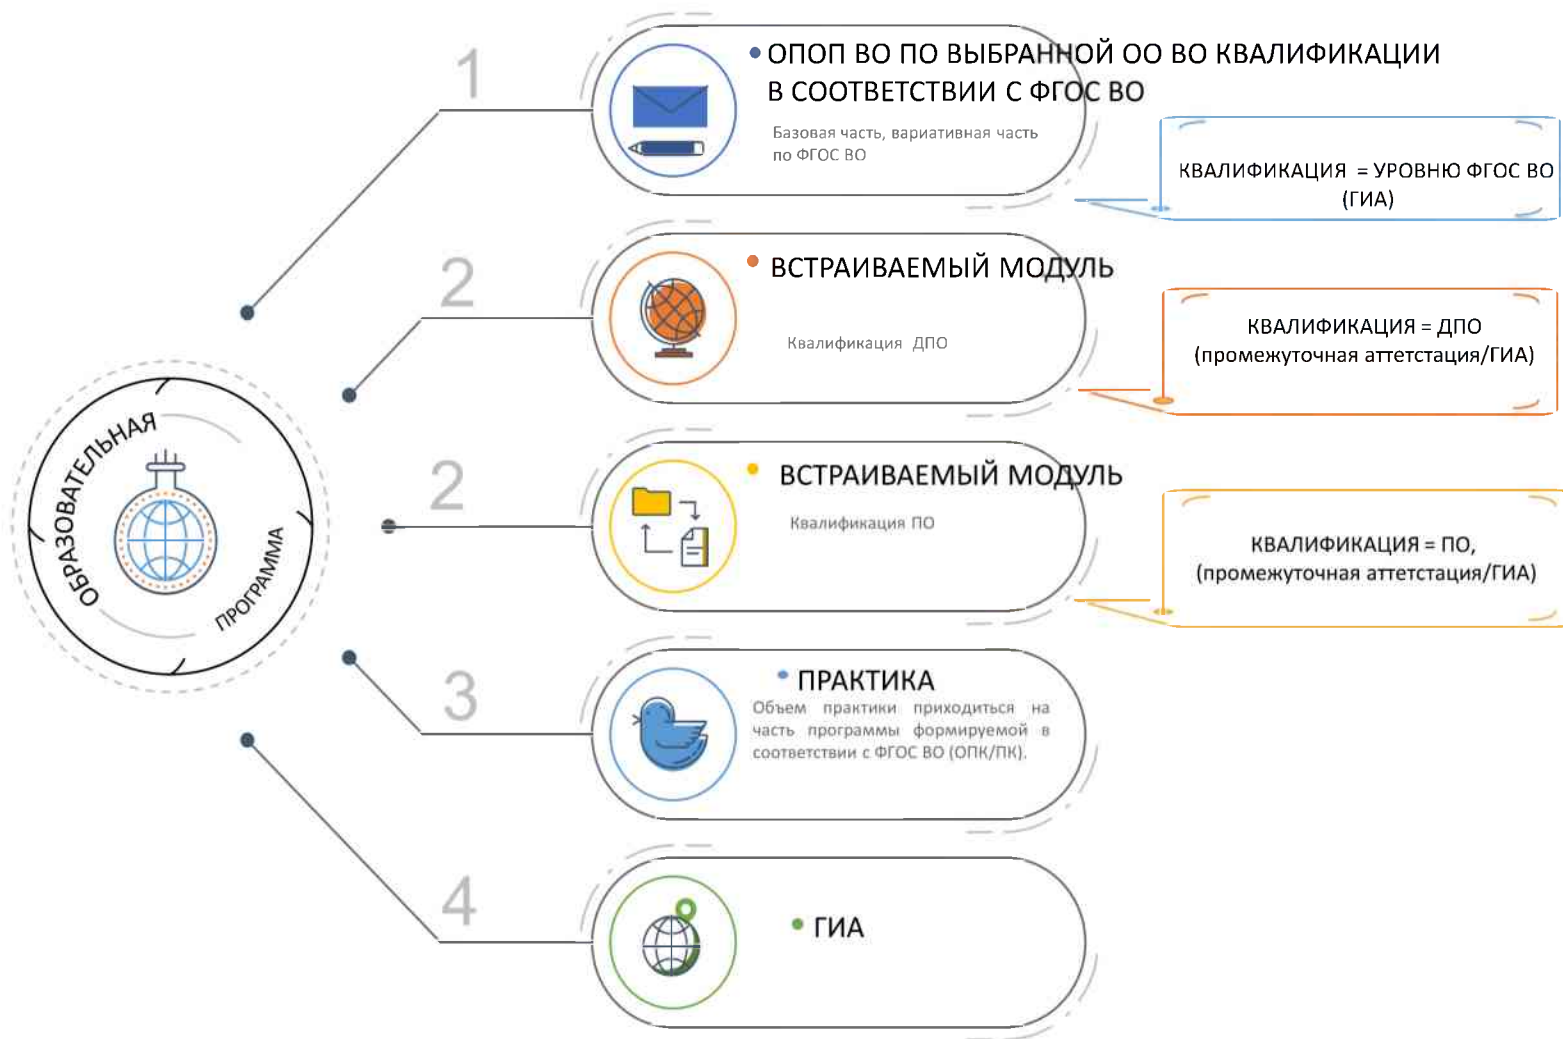 ОБРАЗОВАТЕЛЬНАЯ
ПРОГРАММА
1
ОПОП ВО ПО ВЫБРАННОЙ ОО ВО КВАЛИФИКАЦИИ
В СООТВЕТСТВИИ С ФГОС ВО
Базовая часть, вариативная часть
по ФГОС ВО
КВАЛИФИКАЦИЯ = УРОВНЮ ФГОС ВО
(ГИА)
2
ВСТРАИВАЕМЫЙ МОДУЛЬ
Квалификация ДПО
КВАЛИФИКАЦИЯ = ДПО
(промежуточная аттетстация/ГИА)
2
ВСТРАИВАЕМЫЙ МОДУЛЬ
Квалификация ПО
КВАЛИФИКАЦИЯ = ПО,
(промежуточная аттетстация/ГИА)
3
ПРАКТИКА
Объем практики приходиться на
часть программы формируемой в
соответствии с ФГОС ВО (ОПК/ПК).
4
ГИА